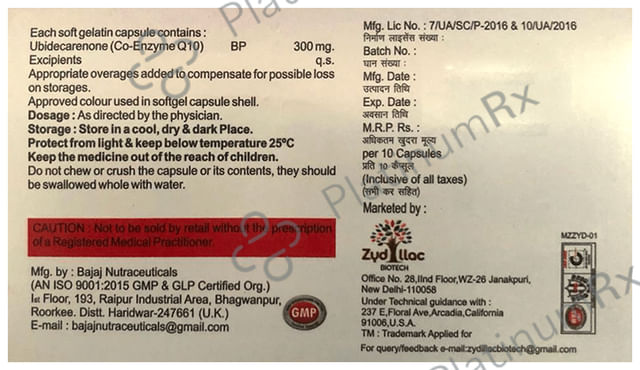 Each soft gelatin capsule contains :
Ubidecarenone (Co-Enzyme Q10) BP 300 mg.
Excipients q.s.
Appropriate overages added to compensate for possible loss
on storages.
Approved colour used in softgel capsule shell.
Dosage : As directed by the physician.
Storage : Store in a cool, dry & dark Place.
Protect from light & keep below temperature 25ºC
Keep the medicine out of the reach of children.
Do not chew or crush the capsule or its contents, they should
be swallowed whole with water.
CAUTION : Not to be sold by retail without the prescription
of a Registered Medical Practitioner.
Mfg. by : Bajaj Nutraceuticals
(AN ISO 9001:2015 GMP & GLP Certified Org.)
Ist Floor, 193, Raipur Industrial Area, Bhagwanpur,
Roorkee. Distt. Haridwar-247661 (U.K.)
E-mail : bajajnutraceuticals@gmail.com
GMP
Mfg. Lic No. : 7/UA/SC/P-2016 & 10/UA/2016
निर्माण लाइसेंस संख्या :
Batch No. :
घान संख्या :
Mfg. Date :
उत्पादन तिथि
Exp. Date :
अवसान तिथि
M.R.P. Rs. :
अधिकतम खुदरा मूल्य
per 10 Capsules
प्रति 10 कैप्सूल
(Inclusive of all taxes)
(सभी कर सहित)
Marketed by :
Zydillac
BIOTECH
MZZYD-01
Office No. 28,IInd Floor,WZ-26 Janakpuri,
New Delhi-110058
Under Technical guidance with :
237 E,Floral Ave,Arcadia,California
91006,U.S.A.
TM : Trademark Applied for
For query/feedback e-mail:zydillacbiotech@gmail.com
PlatinumRx
PlatinumRx
PlatinumRx